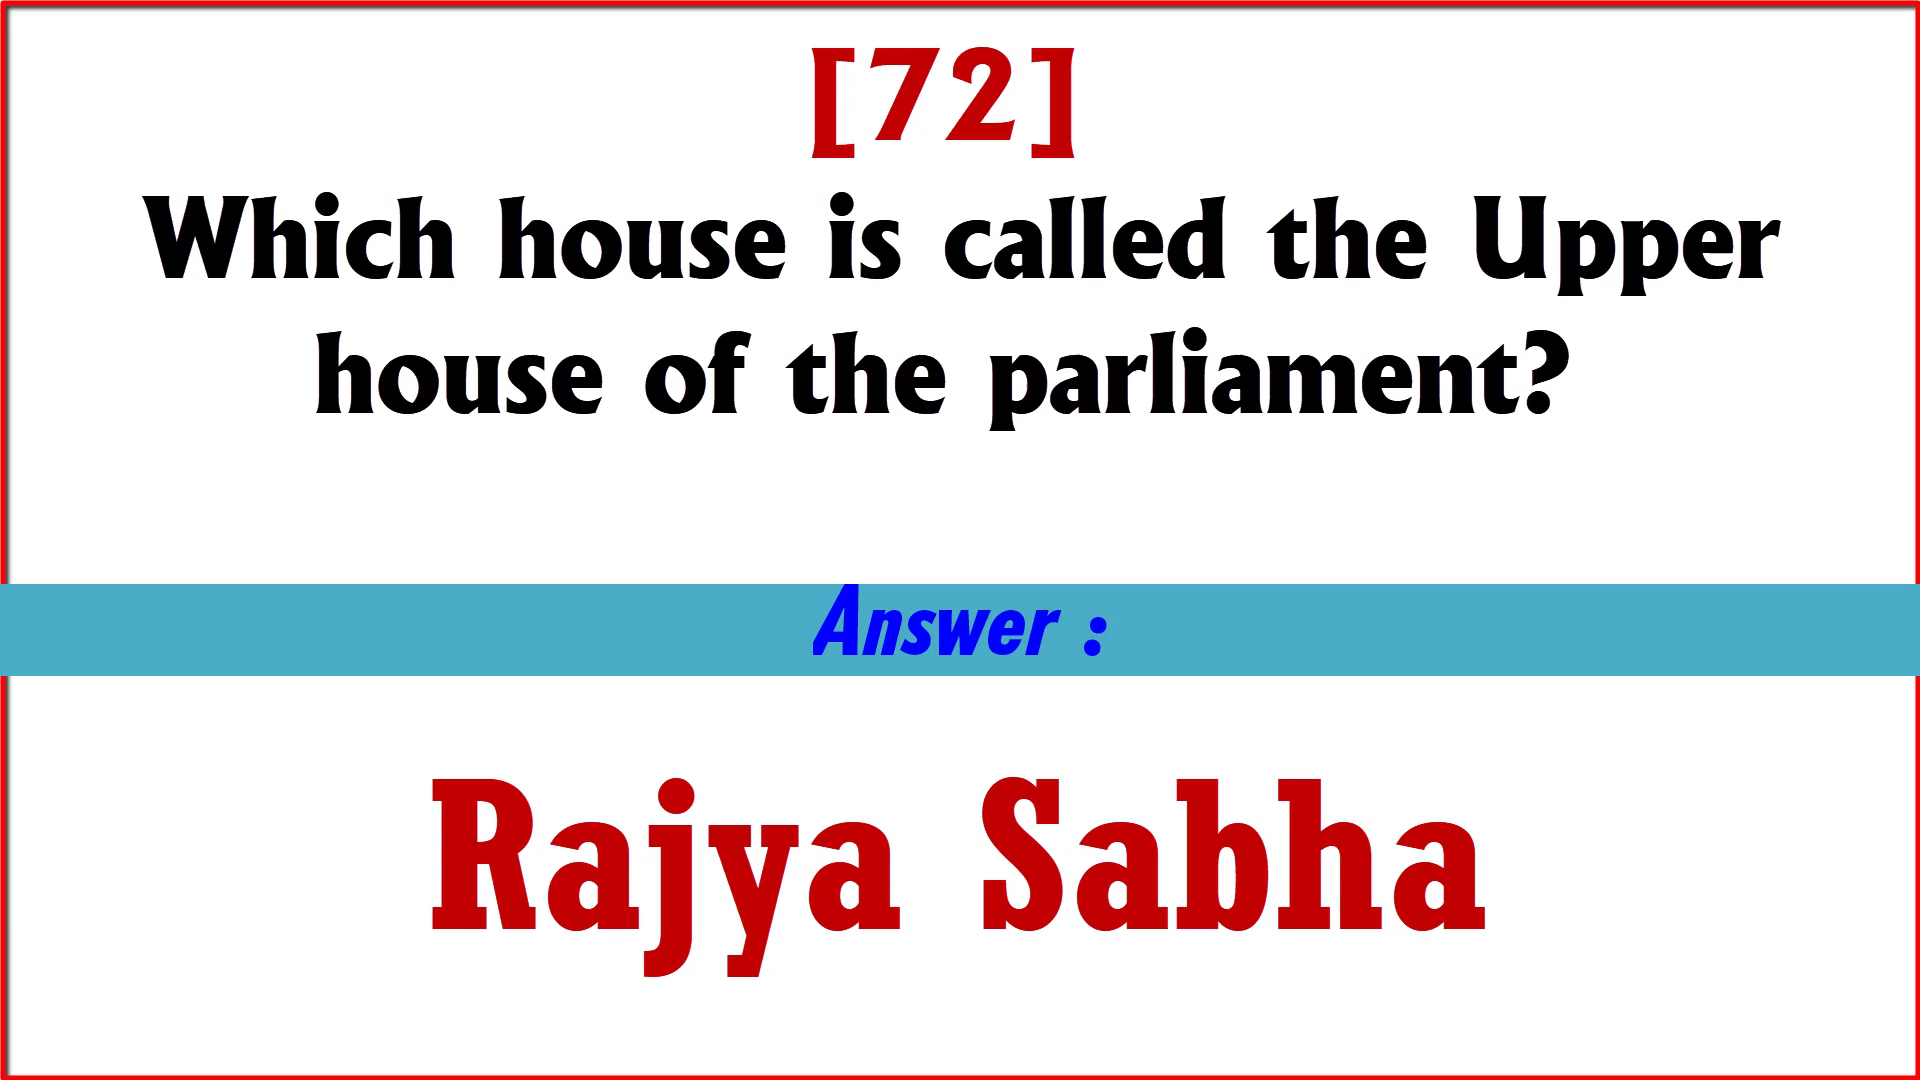 [72]
Which house is called the Upper
house of the parliament?
Answer :
Rajya Sabha